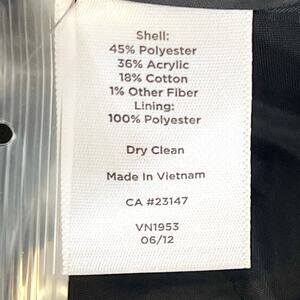 Shell:
45% Polyester
36% Acrylic
18% Cotton
1% Other Fiber
Lining:
100% Polyester
Dry Clean
Made In Vietnam
CA #23147
VN1953
06/12